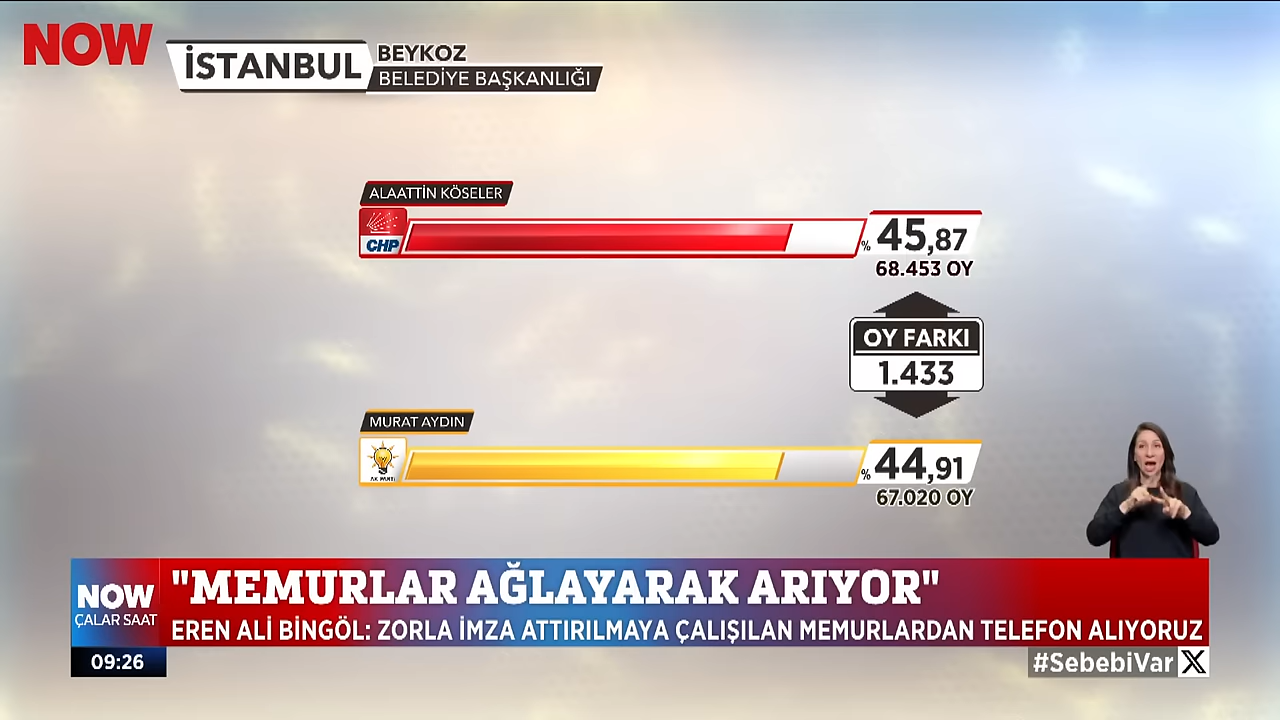 NOW
İSTANBUL
BEYKOZ
BELEDİYE BAŞKANLIĞI
ALAATTİN KÖSELER
CHP
% 45,87
68.453 OY
OY FARKI
1.433
MURAT AYDIN
AK PARTİ
% 44,91
67.020 OY
NOW
ÇALAR SAAT
"MEMURLAR AĞLAYARAK ARIYOR"
EREN ALİ BİNGÖL: ZORLA İMZA ATTIRILMAYA ÇALIŞILAN MEMURLARDAN TELEFON ALIYORUZ
09:26
#SebebiVar X